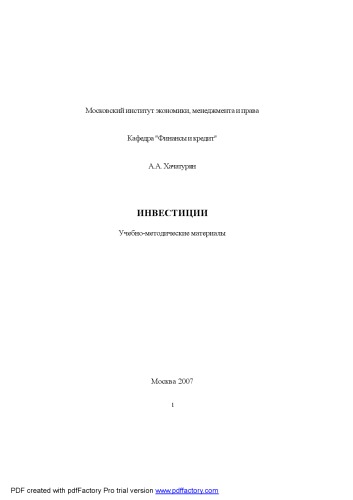 Московский институт экономики, менеджмента и права
Кафедра "Финансы и кредит"
А.А. Хачатурян
ИНВЕСТИЦИИ
Учебно-методические материалы
Москва 2007
1
PDF created with pdfFactory Pro trial version www.pdffactory.com